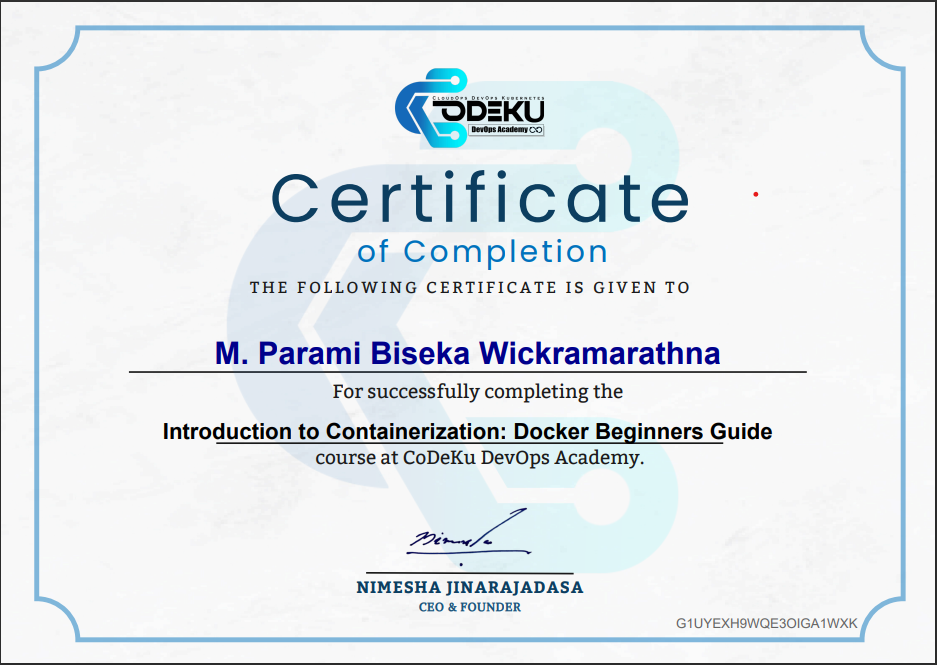 CLOUDOPS DEVOPS KUBERNETES
CODEKU
DevOps Academy
Certificate
of Completion
THE FOLLOWING CERTIFICATE IS GIVEN TO
M. Parami Biseka Wickramarathna
For successfully completing the
Introduction to Containerization: Docker Beginners Guide
course at CoDeKu DevOps Academy.
NIMESHA JINARAJADASA
CEO & FOUNDER
G1UYEXH9WQE3OIGA1WXK